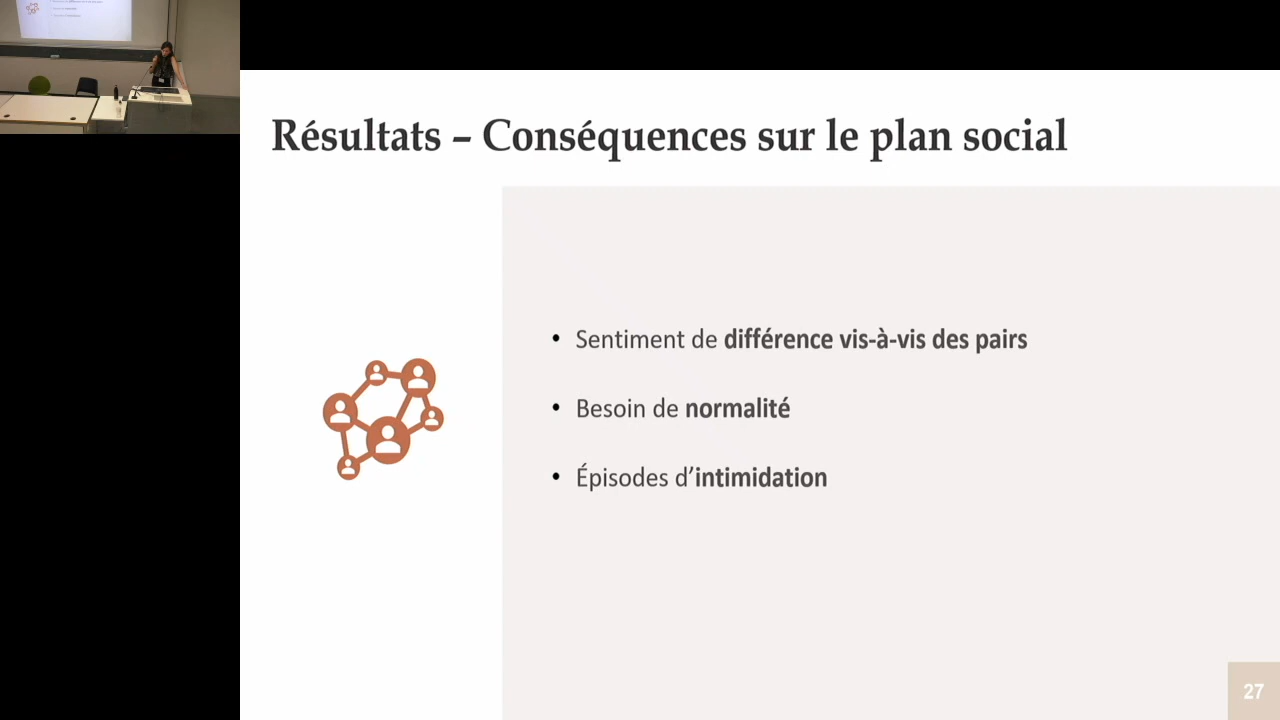 Résultats – Conséquences sur le plan social
• Sentiment de différence vis-à-vis des pairs
• Besoin de normalité
• Épisodes d’intimidation
27